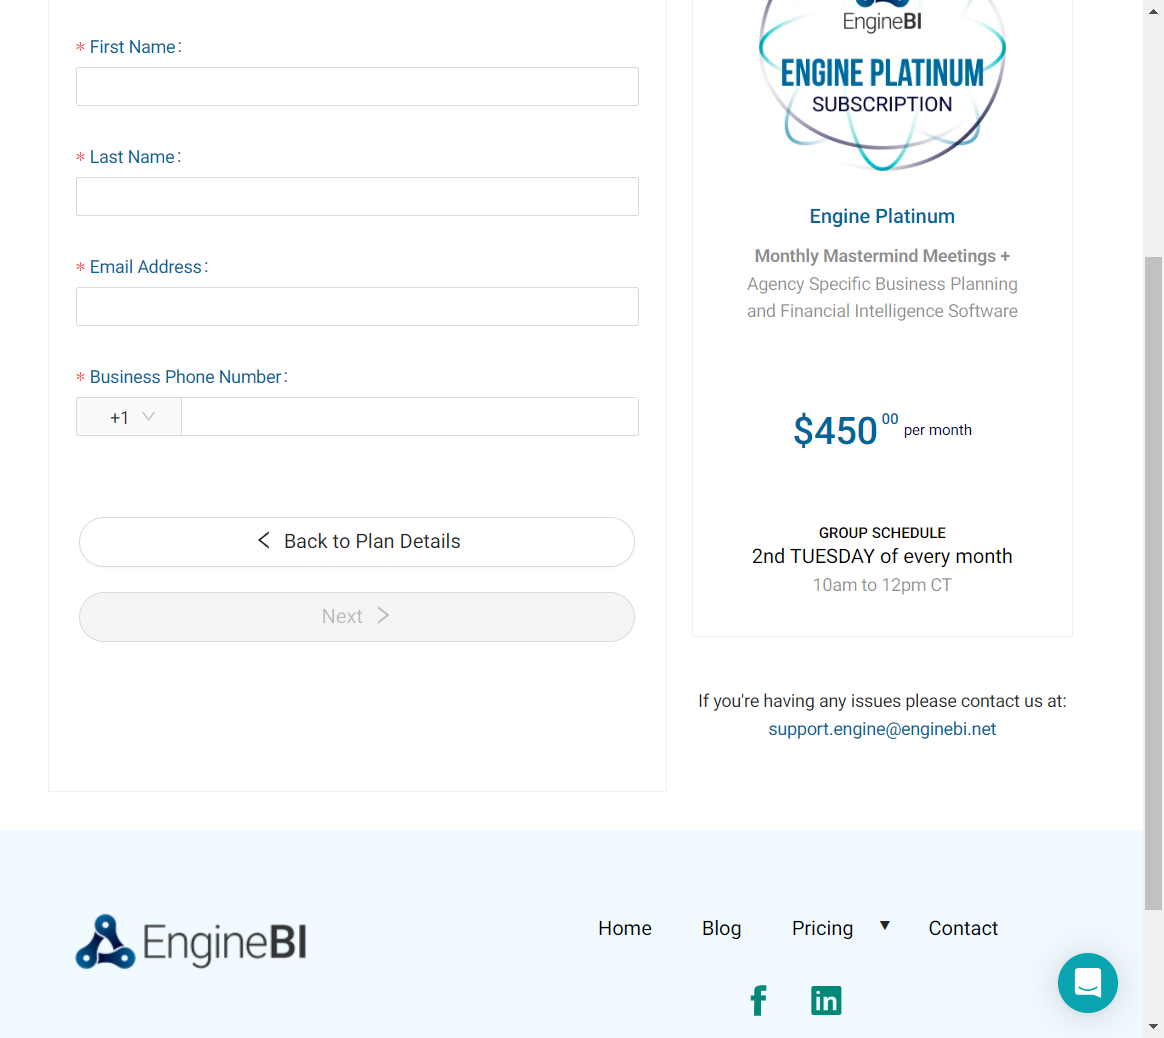 * First Name:
* Last Name:
* Email Address:
* Business Phone Number:
+1
Back to Plan Details
Next
EngineBI
ENGINE PLATINUM
SUBSCRIPTION
Engine Platinum
Monthly Mastermind Meetings +
Agency Specific Business Planning
and Financial Intelligence Software
$450 00 per month
GROUP SCHEDULE
2nd TUESDAY of every month
10am to 12pm CT
If you're having any issues please contact us at:
support.engine@enginebi.net
EngineBI
Home Blog Pricing ▼ Contact
f in